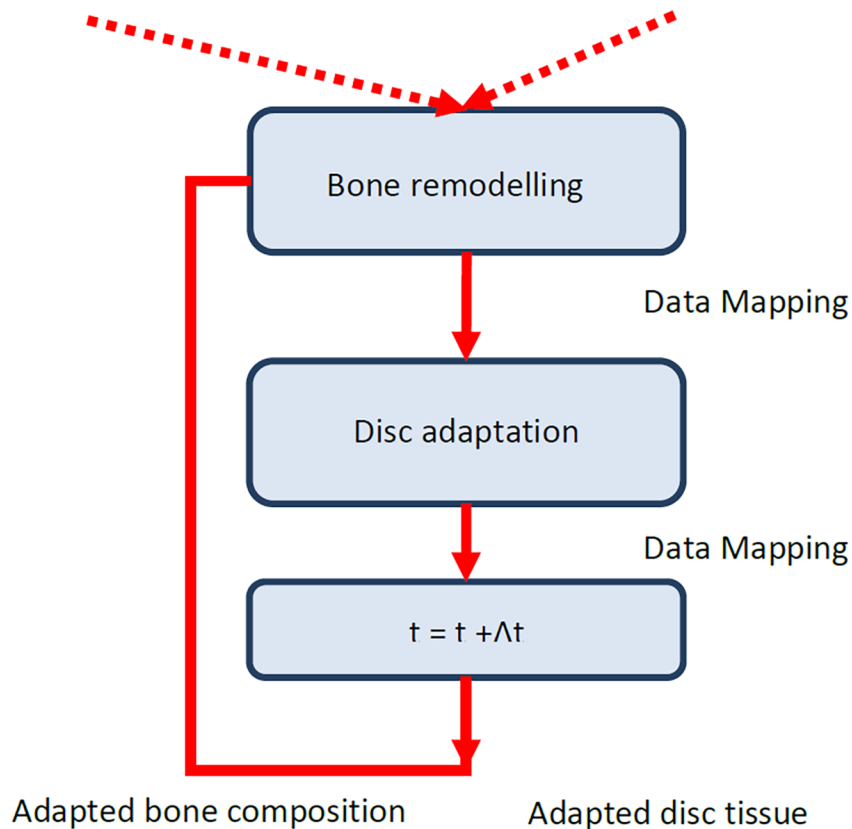 Bone remodelling
Data Mapping
Disc adaptation
Data Mapping
t = t +Λt
Adapted bone composition
Adapted disc tissue